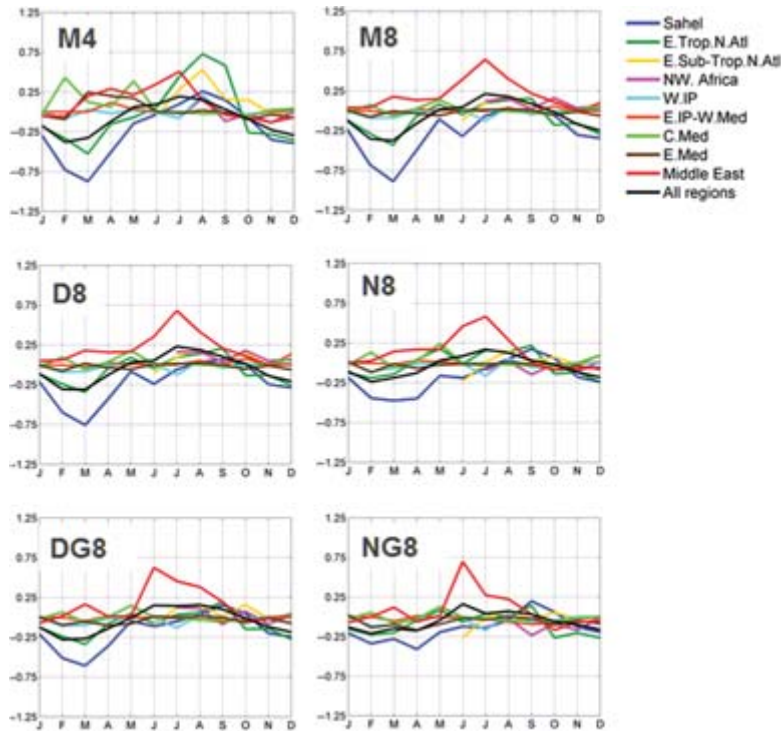 M4
1.25
0.75
0.25
−0.25
−0.75
−1.25
J F M A M J J A S O N D
M8
1.25
0.75
0.25
−0.25
−0.75
−1.25
J F M A M J J A S O N D
Sahel
E.Trop.N.Atl
E.Sub-Trop.N.Atl
NW. Africa
W.IP
E.IP-W.Med
C.Med
E.Med
Middle East
All regions
D8
1.25
0.75
0.25
−0.25
−0.75
−1.25
J F M A M J J A S O N D
N8
1.25
0.75
0.25
−0.25
−0.75
−1.25
J F M A M J J A S O N D
DG8
1.25
0.75
0.25
−0.25
−0.75
−1.25
J F M A M J J A S O N D
NG8
1.25
0.75
0.25
−0.25
−0.75
−1.25
J F M A M J J A S O N D